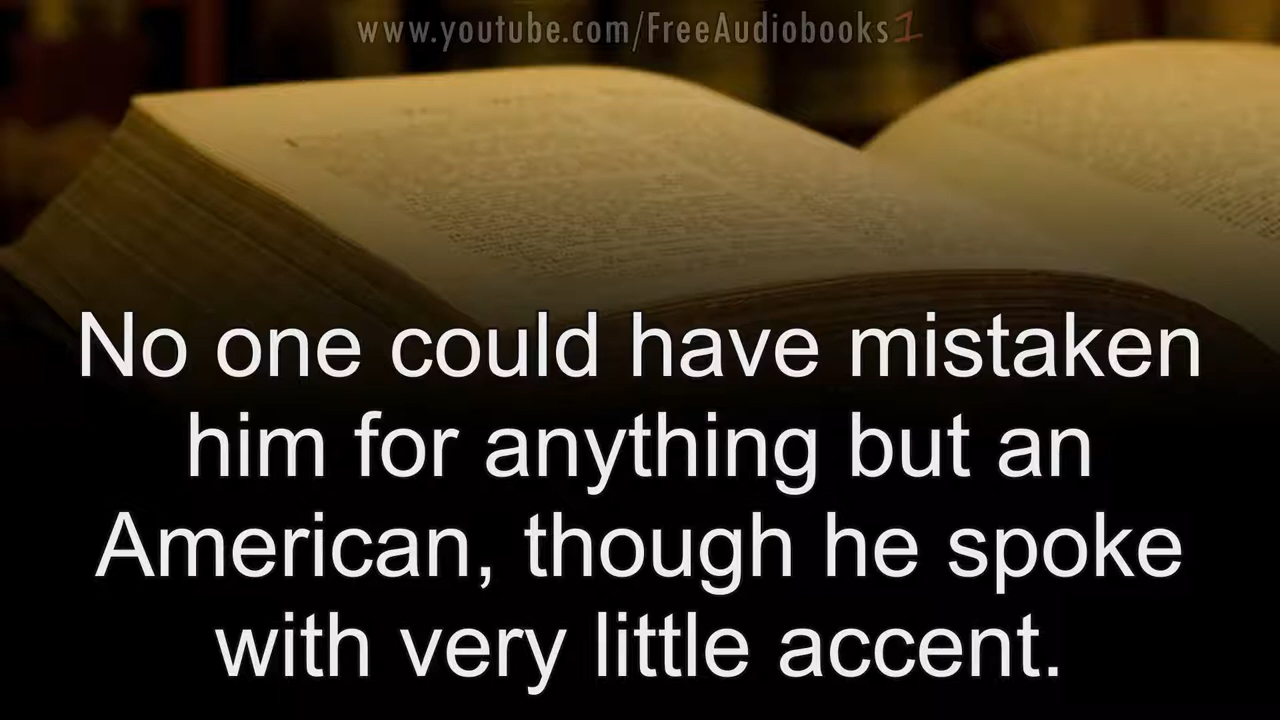 www.youtube.com/FreeAudiobooks1
No one could have mistaken
him for anything but an
American, though he spoke
with very little accent.